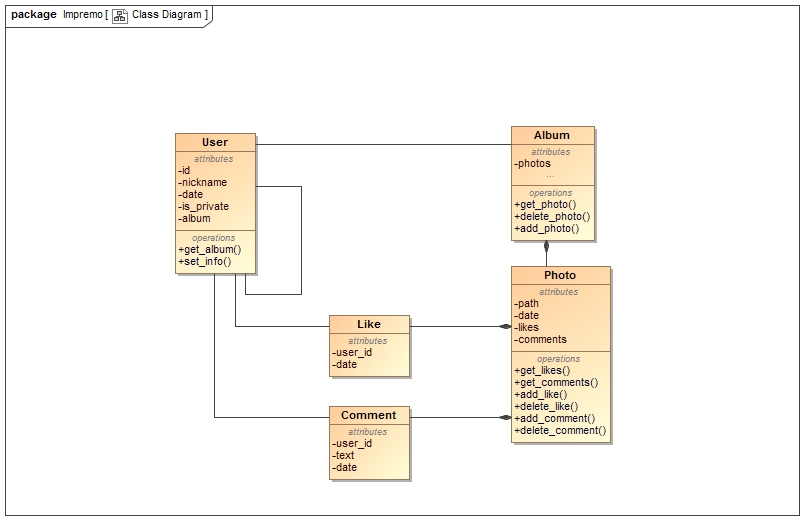 package Impremo [ Class Diagram ]
User
attributes
-id
-nickname
-date
-is_private
-album
operations
+get_album()
+set_info()
Album
attributes
-photos
...
operations
+get_photo()
+delete_photo()
+add_photo()
Photo
attributes
-path
-date
-likes
-comments
operations
+get_likes()
+get_comments()
+add_like()
+delete_like()
+add_comment()
+delete_comment()
Like
attributes
-user_id
-date
Comment
attributes
-user_id
-text
-date